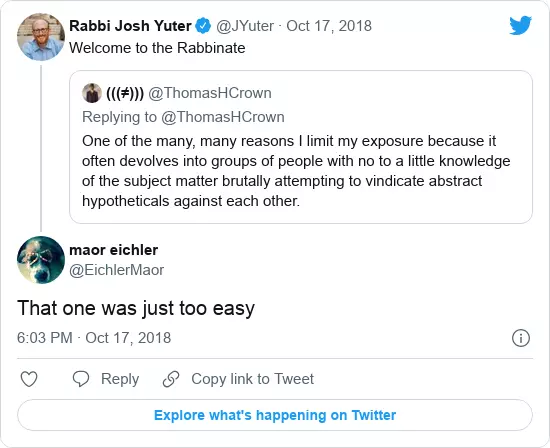 Rabbi Josh Yuter @JYuter · Oct 17, 2018
Welcome to the Rabbinate
(((≠))) @ThomasHCrown
Replying to @ThomasHCrown
One of the many, many reasons I limit my exposure because it
often devolves into groups of people with no to a little knowledge
of the subject matter brutally attempting to vindicate abstract
hypotheticals against each other.
maor eichler
@EichlerMaor
That one was just too easy
6:03 PM · Oct 17, 2018
Reply Copy link to Tweet
Explore what's happening on Twitter